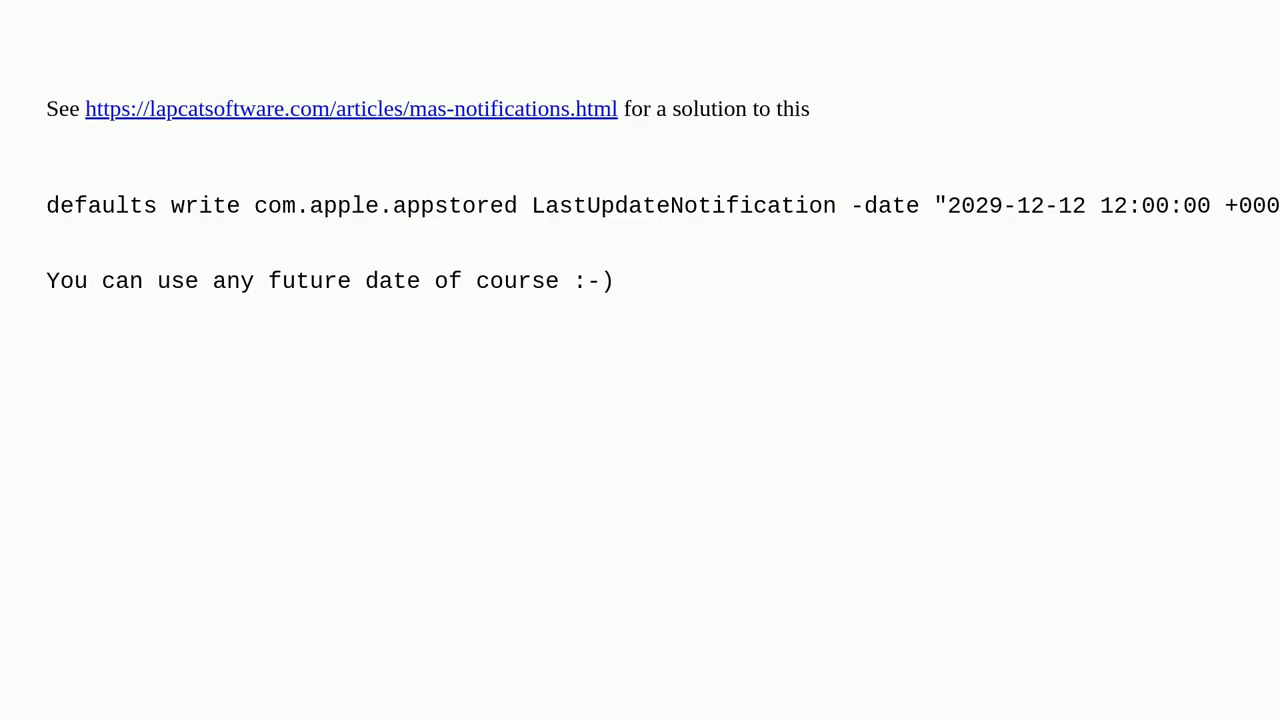 See https://lapcatsoftware.com/articles/mas-notifications.html for a solution to this
defaults write com.apple.appstored LastUpdateNotification -date "2029-12-12 12:00:00 +000
You can use any future date of course :-)